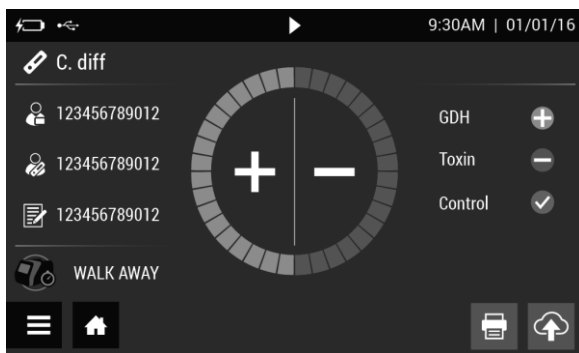 9:30AM | 01/01/16
C. diff
123456789012
123456789012
123456789012
WALK AWAY
GDH
Toxin
Control